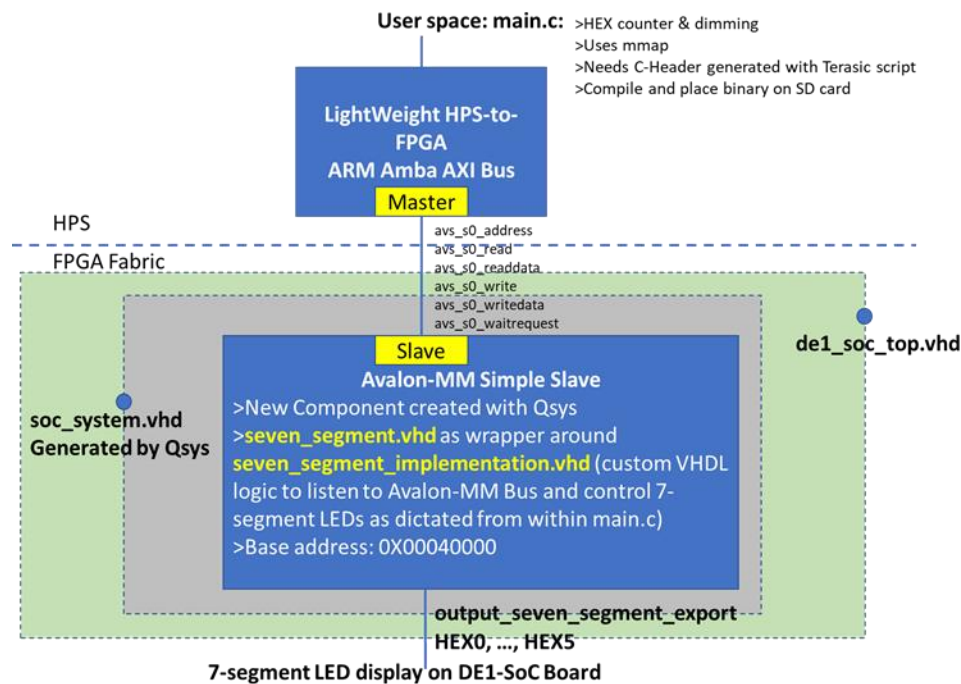 User space: main.c:
>HEX counter & dimming
>Uses mmap
>Needs C-Header generated with Terasic script
>Compile and place binary on SD card
LightWeight HPS-to-
FPGA
ARM Amba AXI Bus
Master
HPS
FPGA Fabric
avs_s0_address
avs_s0_read
avs_s0_readdata
avs_s0_write
avs_s0_writedata
avs_s0_waitrequest
de1_soc_top.vhd
soc_system.vhd
Generated by Qsys
Slave
Avalon-MM Simple Slave
>New Component created with Qsys
>seven_segment.vhd as wrapper around
seven_segment_implementation.vhd (custom VHDL
logic to listen to Avalon-MM Bus and control 7-
segment LEDs as dictated from within main.c)
>Base address: 0X00040000
output_seven_segment_export
HEX0, ..., HEX5
7-segment LED display on DE1-SoC Board